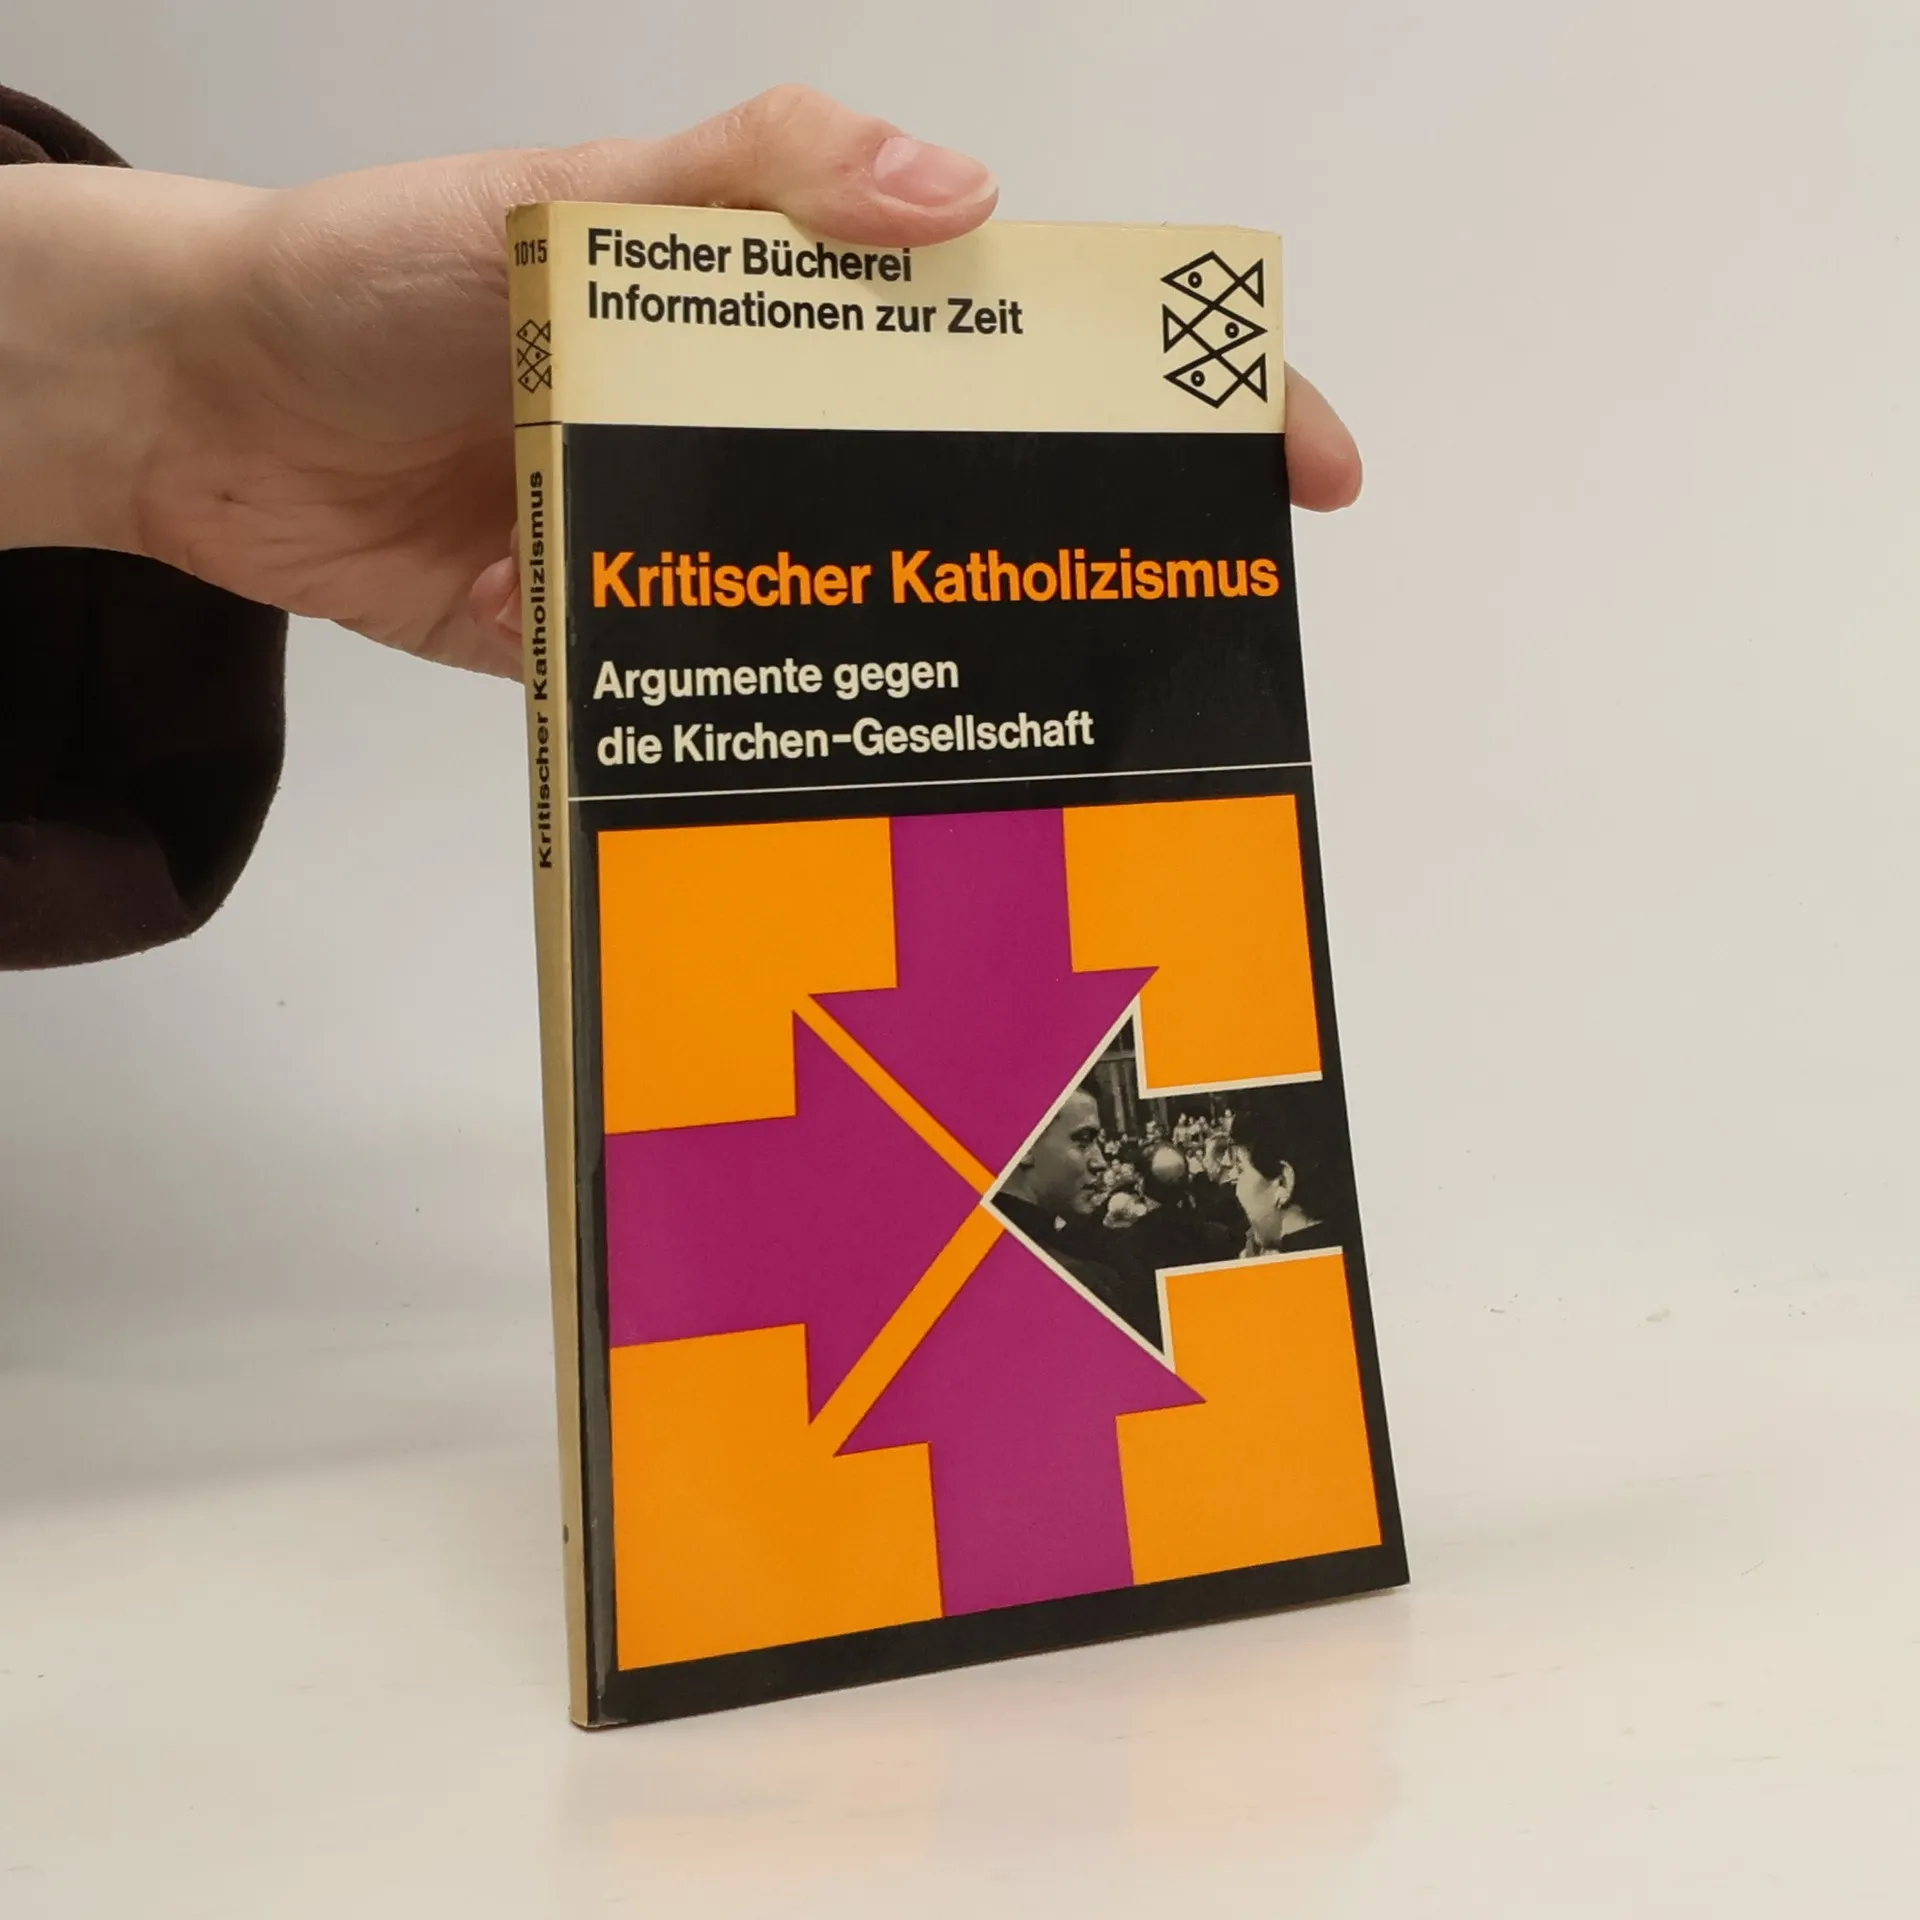 1015
Kritischer Katholizismus
Fischer Bücherei
Informationen zur Zeit
Kritischer Katholizismus
Argumente gegen
die Kirchen-Gesellschaft